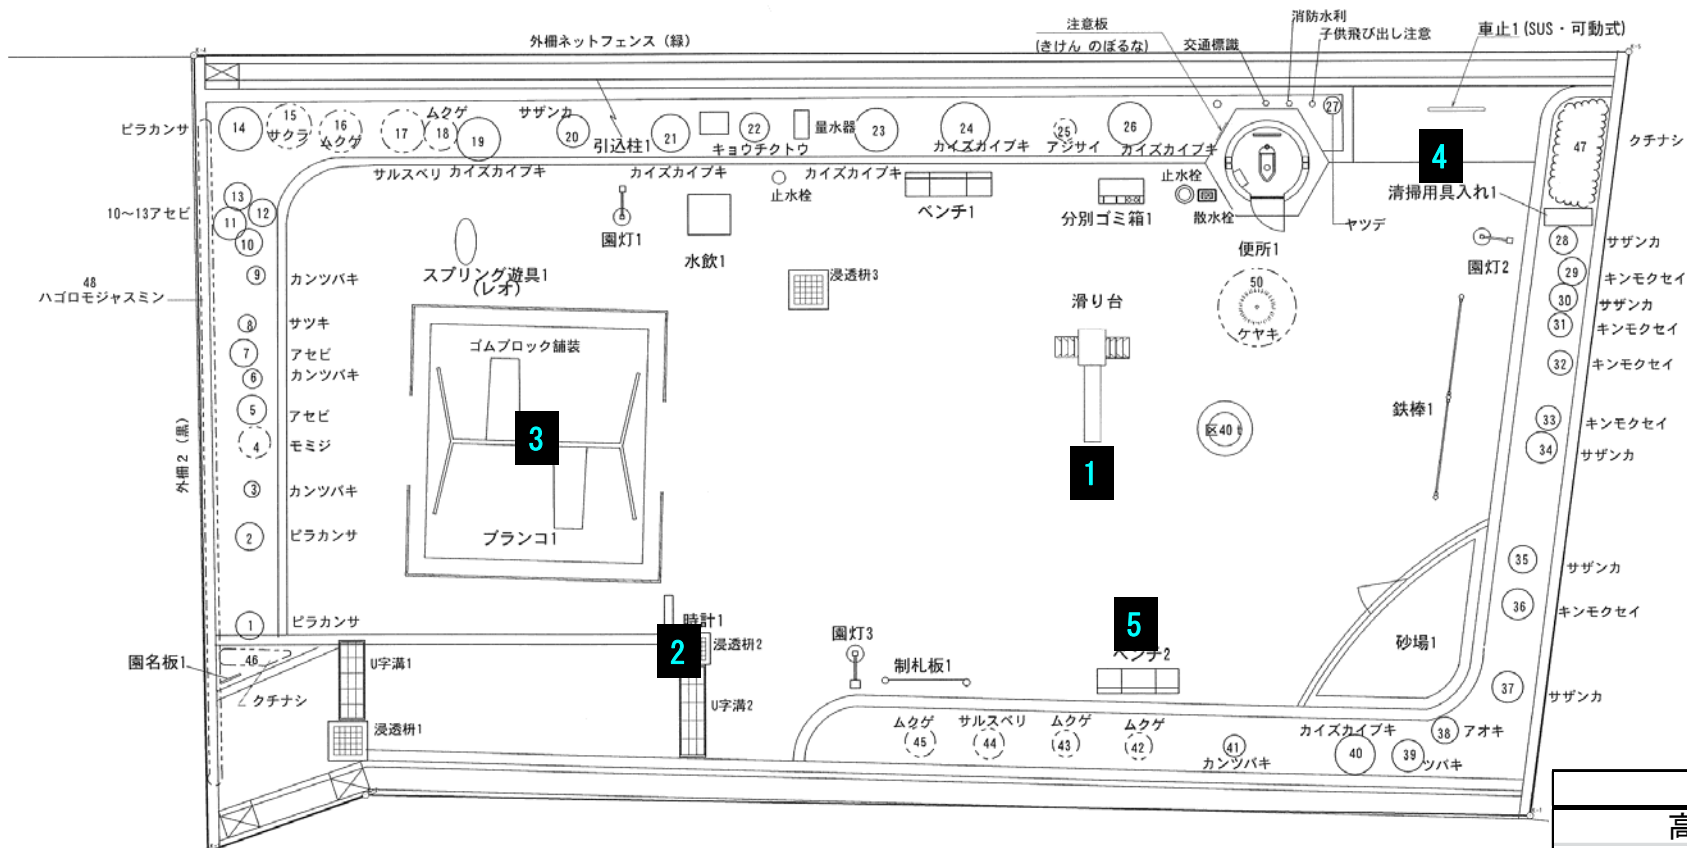 注意板
(きけん のぼるな)
交通標識
消防水利
子供飛び出し注意
車止1 (SUS・可動式)
外柵ネットフェンス（緑）
ピラカンサ
14
15
サクラ
16
ムクゲ
17
ムクゲ
18
19
サザンカ
20
引込柱1
21
22
キョウチクトウ
量水器
23
24
カイズカイブキ
25
アジサイ
26
カイズカイブキ
27
47
クチナシ
サルスベリ
カイズカイブキ
カイズカイブキ
止水栓
カイズカイブキ
ベンチ1
分別ゴミ箱1
止水栓
散水栓
便所1
ヤツデ
4
清掃用具入れ1
10〜13アセビ
13
12
11
10
園灯1
水飲1
園灯2
28
サザンカ
29
キンモクセイ
30
サザンカ
31
キンモクセイ
32
キンモクセイ
33
キンモクセイ
34
サザンカ
35
サザンカ
36
キンモクセイ
37
サザンカ
48
ハゴロモジャスミン
9
カンツバキ
8
サツキ
7
アセビ
6
カンツバキ
5
アセビ
4
モミジ
3
カンツバキ
2
ピラカンサ
1
ピラカンサ
外柵2（黒）
スプリング遊具1
(レオ)
浸透枡3
滑り台
50
ケヤキ
ゴムブロック舗装
3
ブランコ1
1
区40t
鉄棒1
砂場1
時計1
2
浸透枡2
園灯3
制札板1
5
ベンチ2
園名板1
46
クチナシ
U字溝1
浸透枡1
U字溝2
ムクゲ
45
サルスベリ
44
ムクゲ
43
ムクゲ
42
41
カンツバキ
カイズカイブキ
40
39
ツバキ
38
アオキ
高